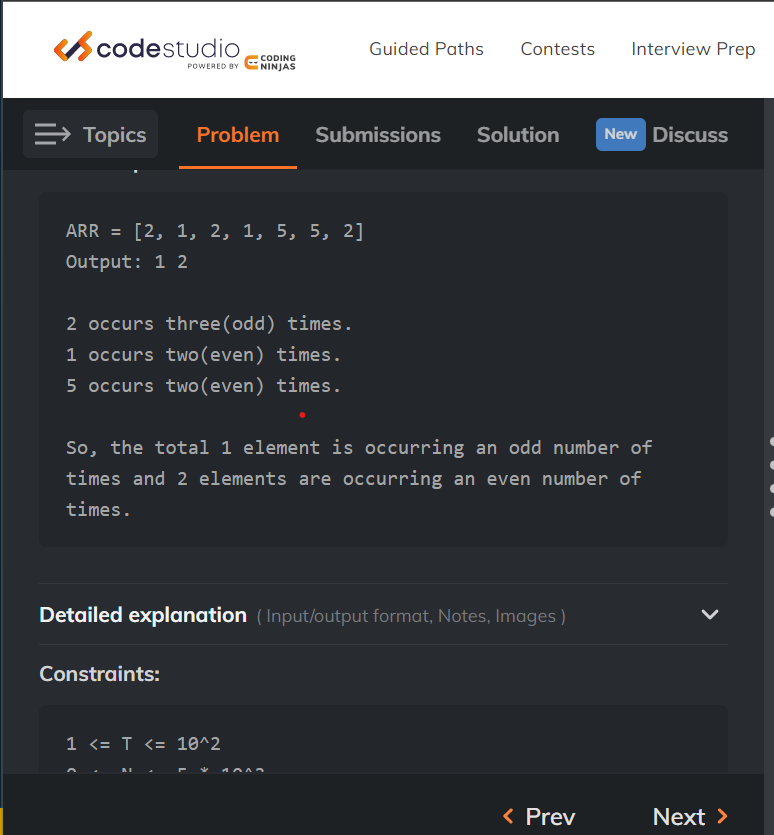 codestudio
POWERED BY CODING NINJAS
Guided Paths Contests Interview Prep
Topics Problem Submissions Solution New Discuss
ARR = [2, 1, 2, 1, 5, 5, 2]
Output: 1 2
2 occurs three(odd) times.
1 occurs two(even) times.
5 occurs two(even) times.
So, the total 1 element is occurring an odd number of
times and 2 elements are occurring an even number of
times.
Detailed explanation ( Input/output format, Notes, Images )
Constraints:
1 <= T <= 10^2
Prev Next